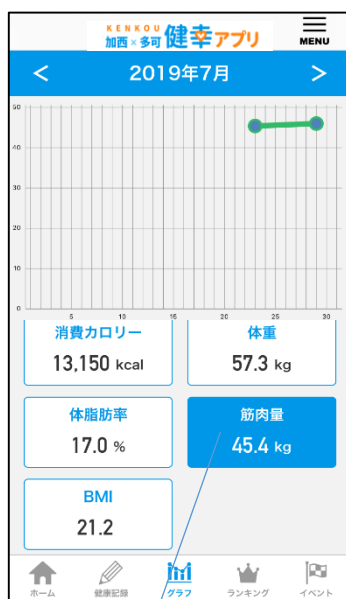 KENKOU
加西×多可 健幸アプリ
MENU
< 2019年7月 >
50
40
30
20
10
0
5 10 15 20 25 30
消費カロリー 体重
13,150 kcal 57.3 kg
体脂肪率 筋肉量
17.0 % 45.4 kg
BMI
21.2
ホーム 健康記録 グラフ ランキング イベント